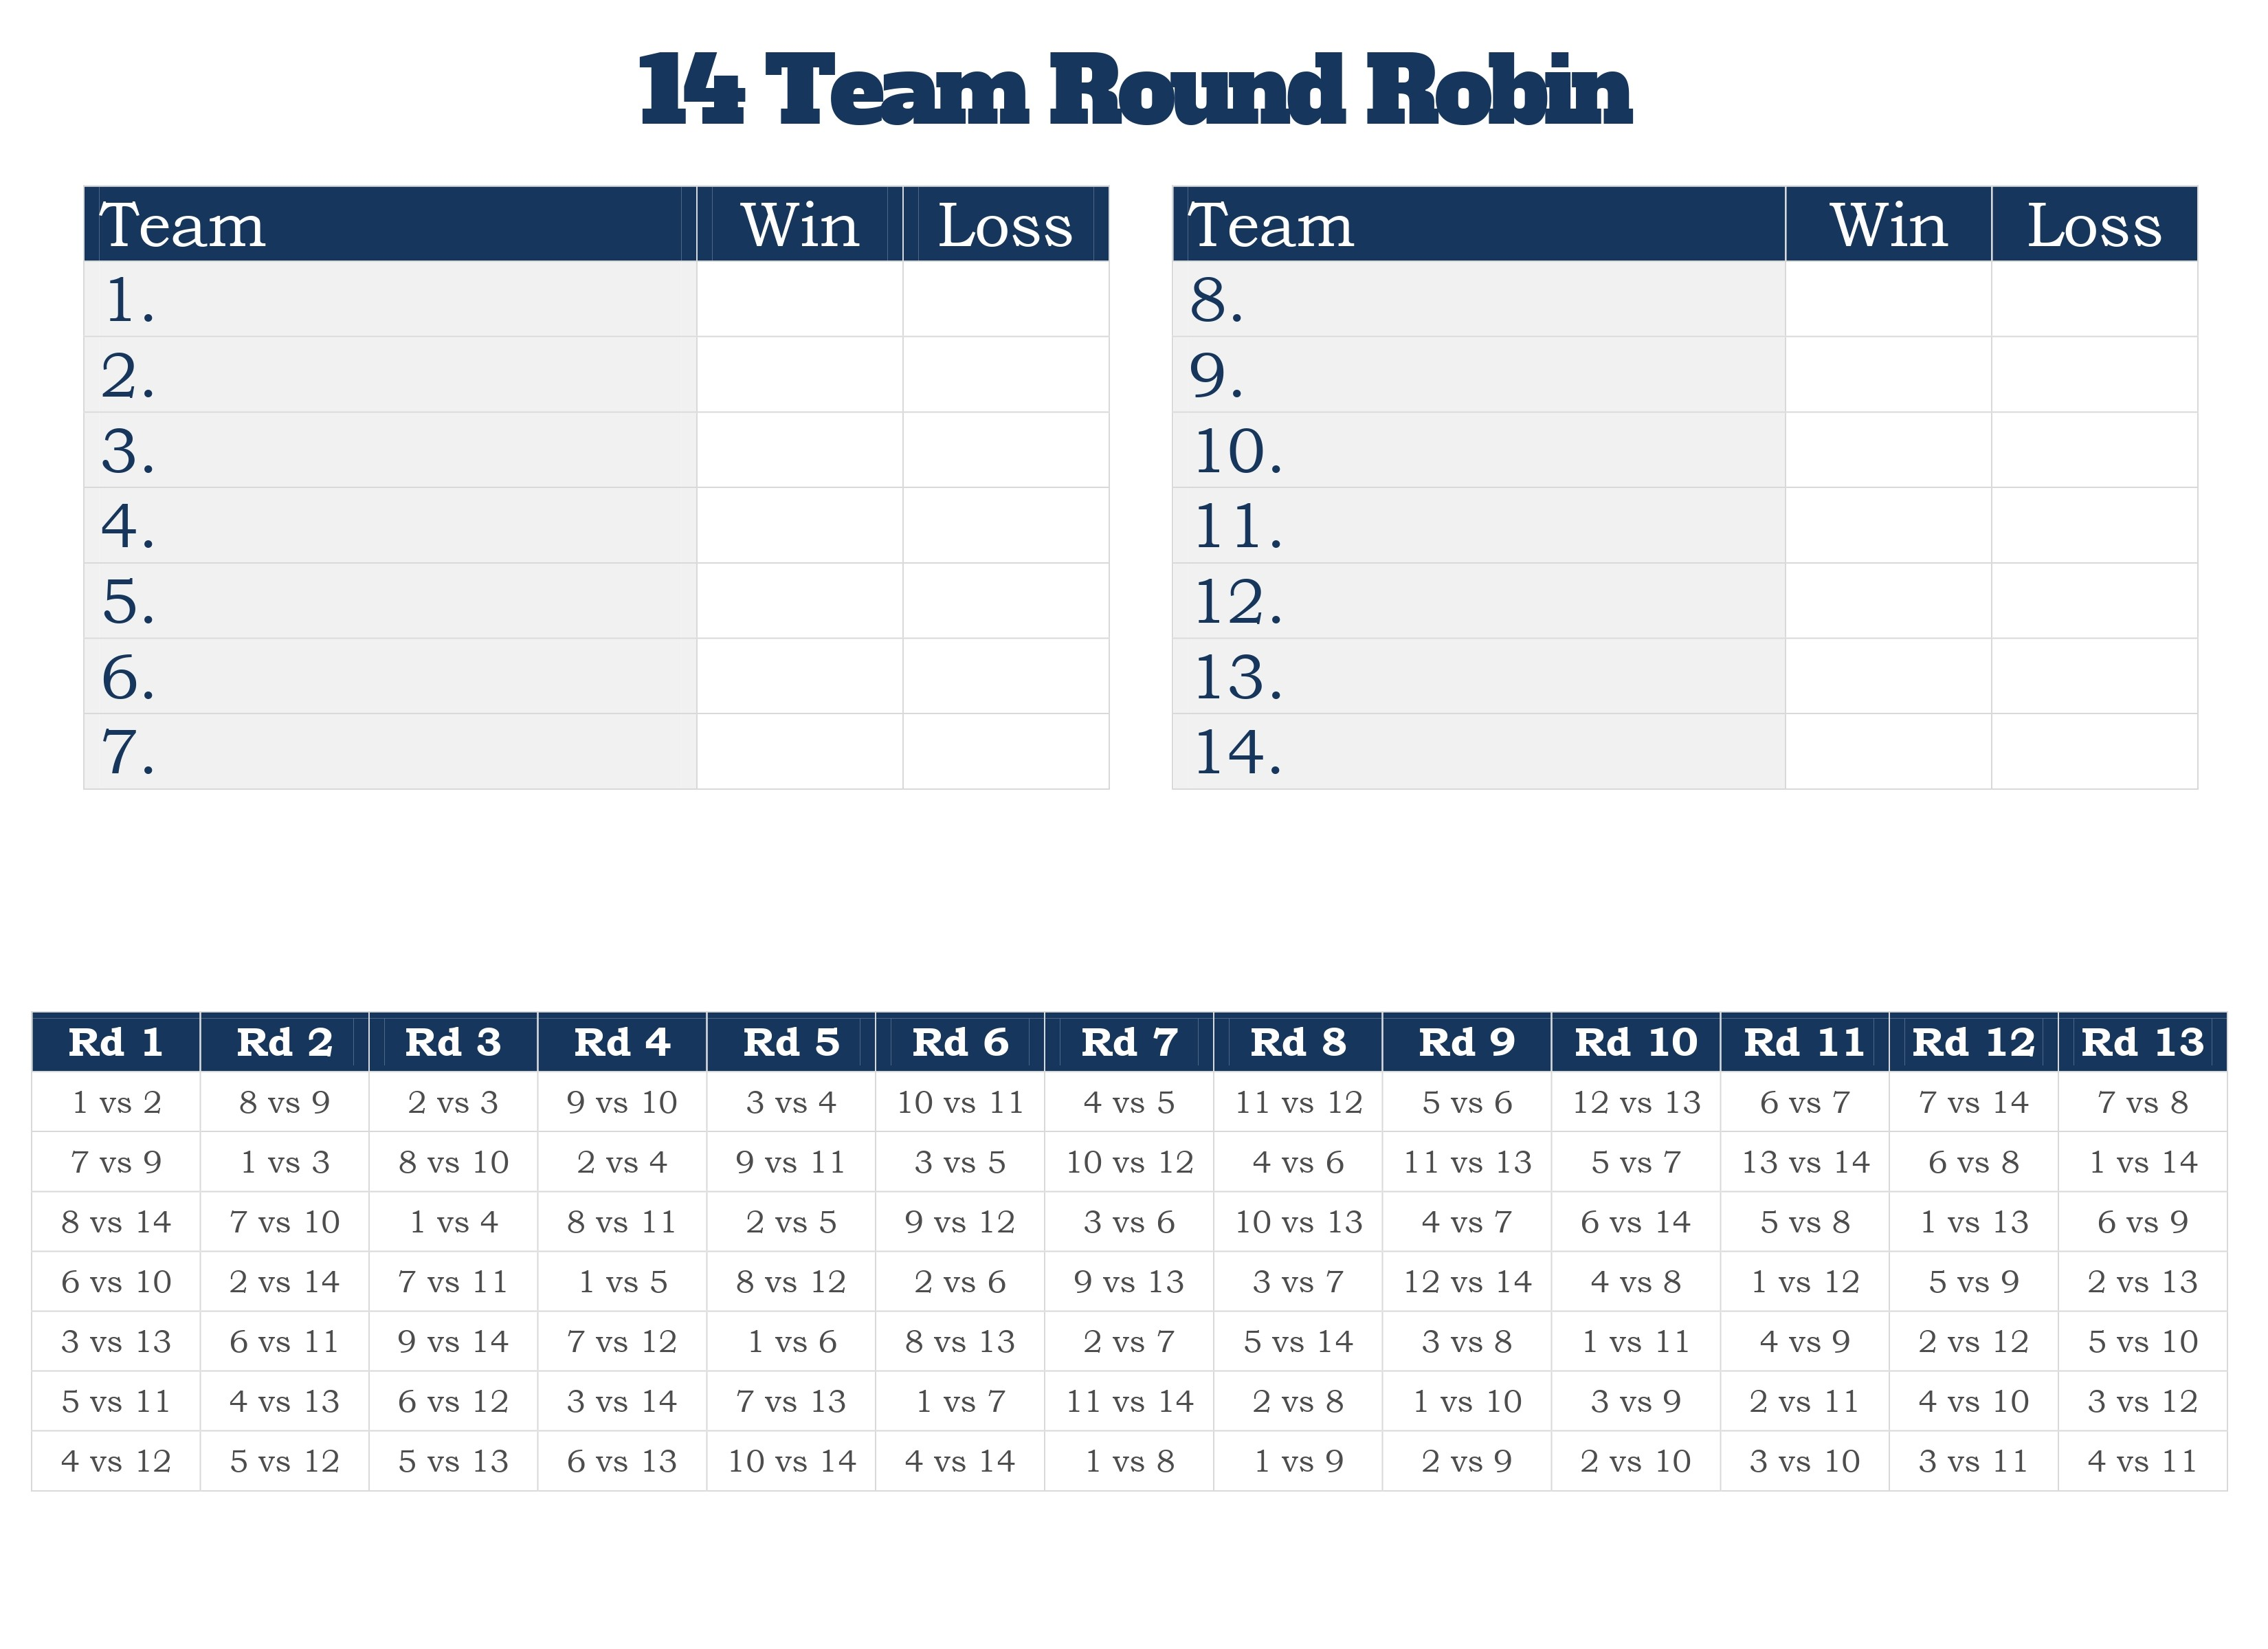 14 Team Round Robin
Team Win Loss Team Win Loss
1. 8.
2. 9.
3. 10.
4. 11.
5. 12.
6. 13.
7. 14.
Rd 1 Rd 2 Rd 3 Rd 4 Rd 5 Rd 6 Rd 7 Rd 8 Rd 9 Rd 10 Rd 11 Rd 12 Rd 13
1 vs 2 8 vs 9 2 vs 3 9 vs 10 3 vs 4 10 vs 11 4 vs 5 11 vs 12 5 vs 6 12 vs 13 6 vs 7 7 vs 14 7 vs 8
7 vs 9 1 vs 3 8 vs 10 2 vs 4 9 vs 11 3 vs 5 10 vs 12 4 vs 6 11 vs 13 5 vs 7 13 vs 14 6 vs 8 1 vs 14
8 vs 14 7 vs 10 1 vs 4 8 vs 11 2 vs 5 9 vs 12 3 vs 6 10 vs 13 4 vs 7 6 vs 14 5 vs 8 1 vs 13 6 vs 9
6 vs 10 2 vs 14 7 vs 11 1 vs 5 8 vs 12 2 vs 6 9 vs 13 3 vs 7 12 vs 14 4 vs 8 1 vs 12 5 vs 9 2 vs 13
3 vs 13 6 vs 11 9 vs 14 7 vs 12 1 vs 6 8 vs 13 2 vs 7 5 vs 14 3 vs 8 1 vs 11 4 vs 9 2 vs 12 5 vs 10
5 vs 11 4 vs 13 6 vs 12 3 vs 14 7 vs 13 1 vs 7 11 vs 14 2 vs 8 1 vs 10 3 vs 9 2 vs 11 4 vs 10 3 vs 12
4 vs 12 5 vs 12 5 vs 13 6 vs 13 10 vs 14 4 vs 14 1 vs 8 1 vs 9 2 vs 9 2 vs 10 3 vs 10 3 vs 11 4 vs 11